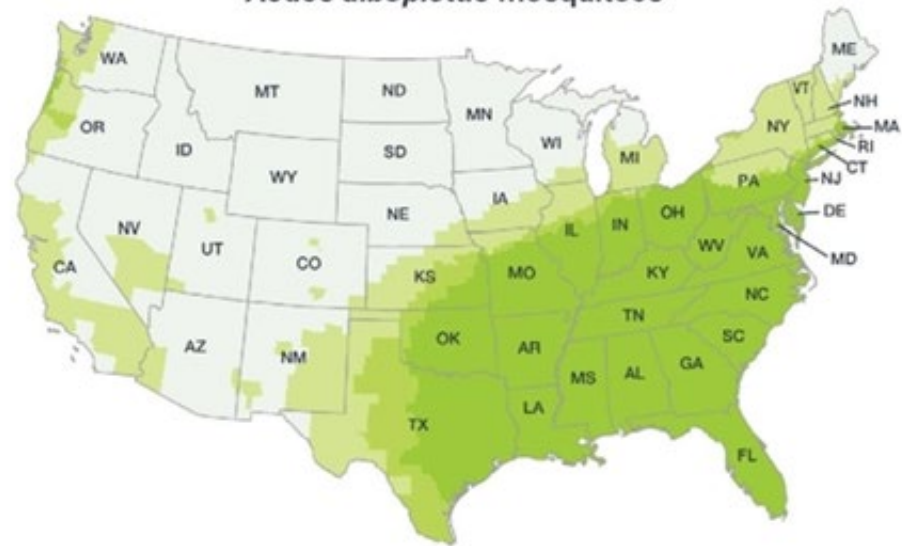 Aedes albopictus mosquitoes
WA
MT
ND
MN
ME
OR
ID
WY
SD
WI
MI
NY
VT
NH
MA
RI
CT
NV
UT
CO
NE
IA
IL
IN
OH
PA
NJ
DE
MD
CA
AZ
NM
KS
MO
KY
WV
VA
OK
AR
TN
NC
SC
TX
LA
MS
AL
GA
FL